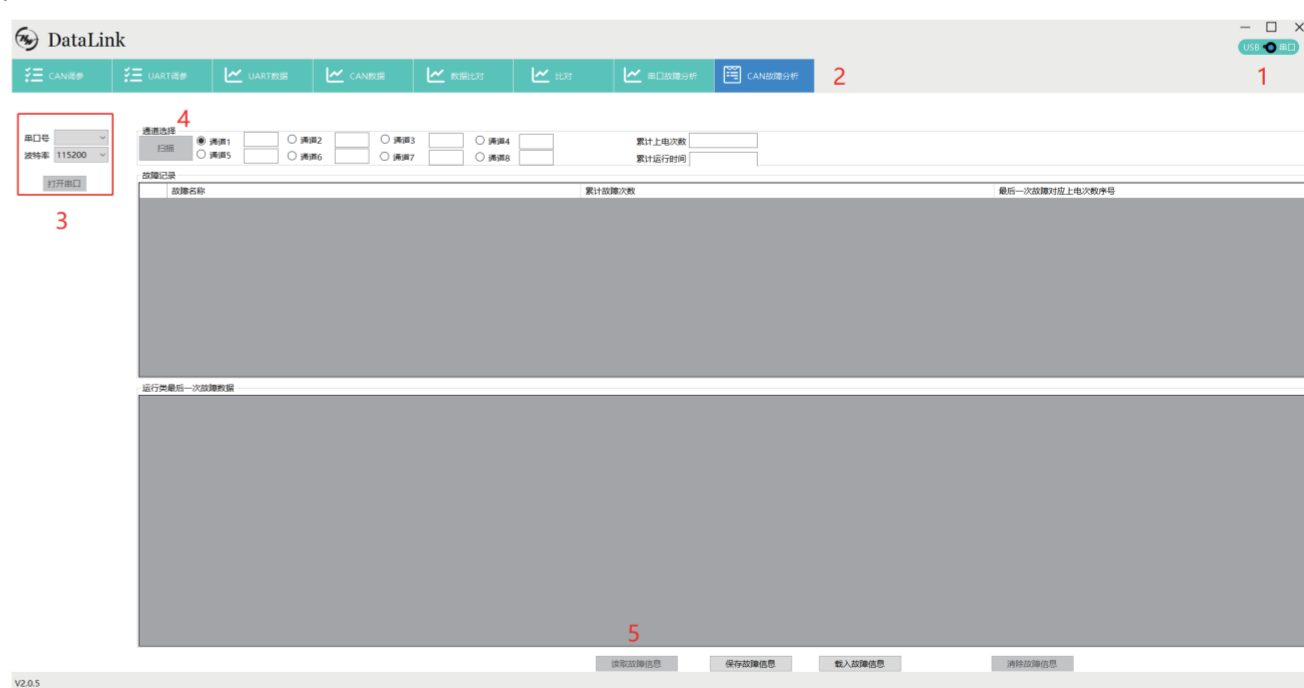 DataLink
USB 串口
CAN调参 UART调参 UART数据 CAN数据 数据比对 比对 串口故障分析 CAN故障分析 2 1
4
串口号
波特率 115200
打开串口
3
通道选择
扫描 通道1 通道2 通道3 通道4 累计上电次数
通道5 通道6 通道7 通道8 累计运行时间
故障记录
故障名称 累计故障次数 最后一次故障对应上电次数序号
运行类最后一次故障数据
5
读取故障信息 保存故障信息 载入故障信息 清除故障信息
V2.0.5